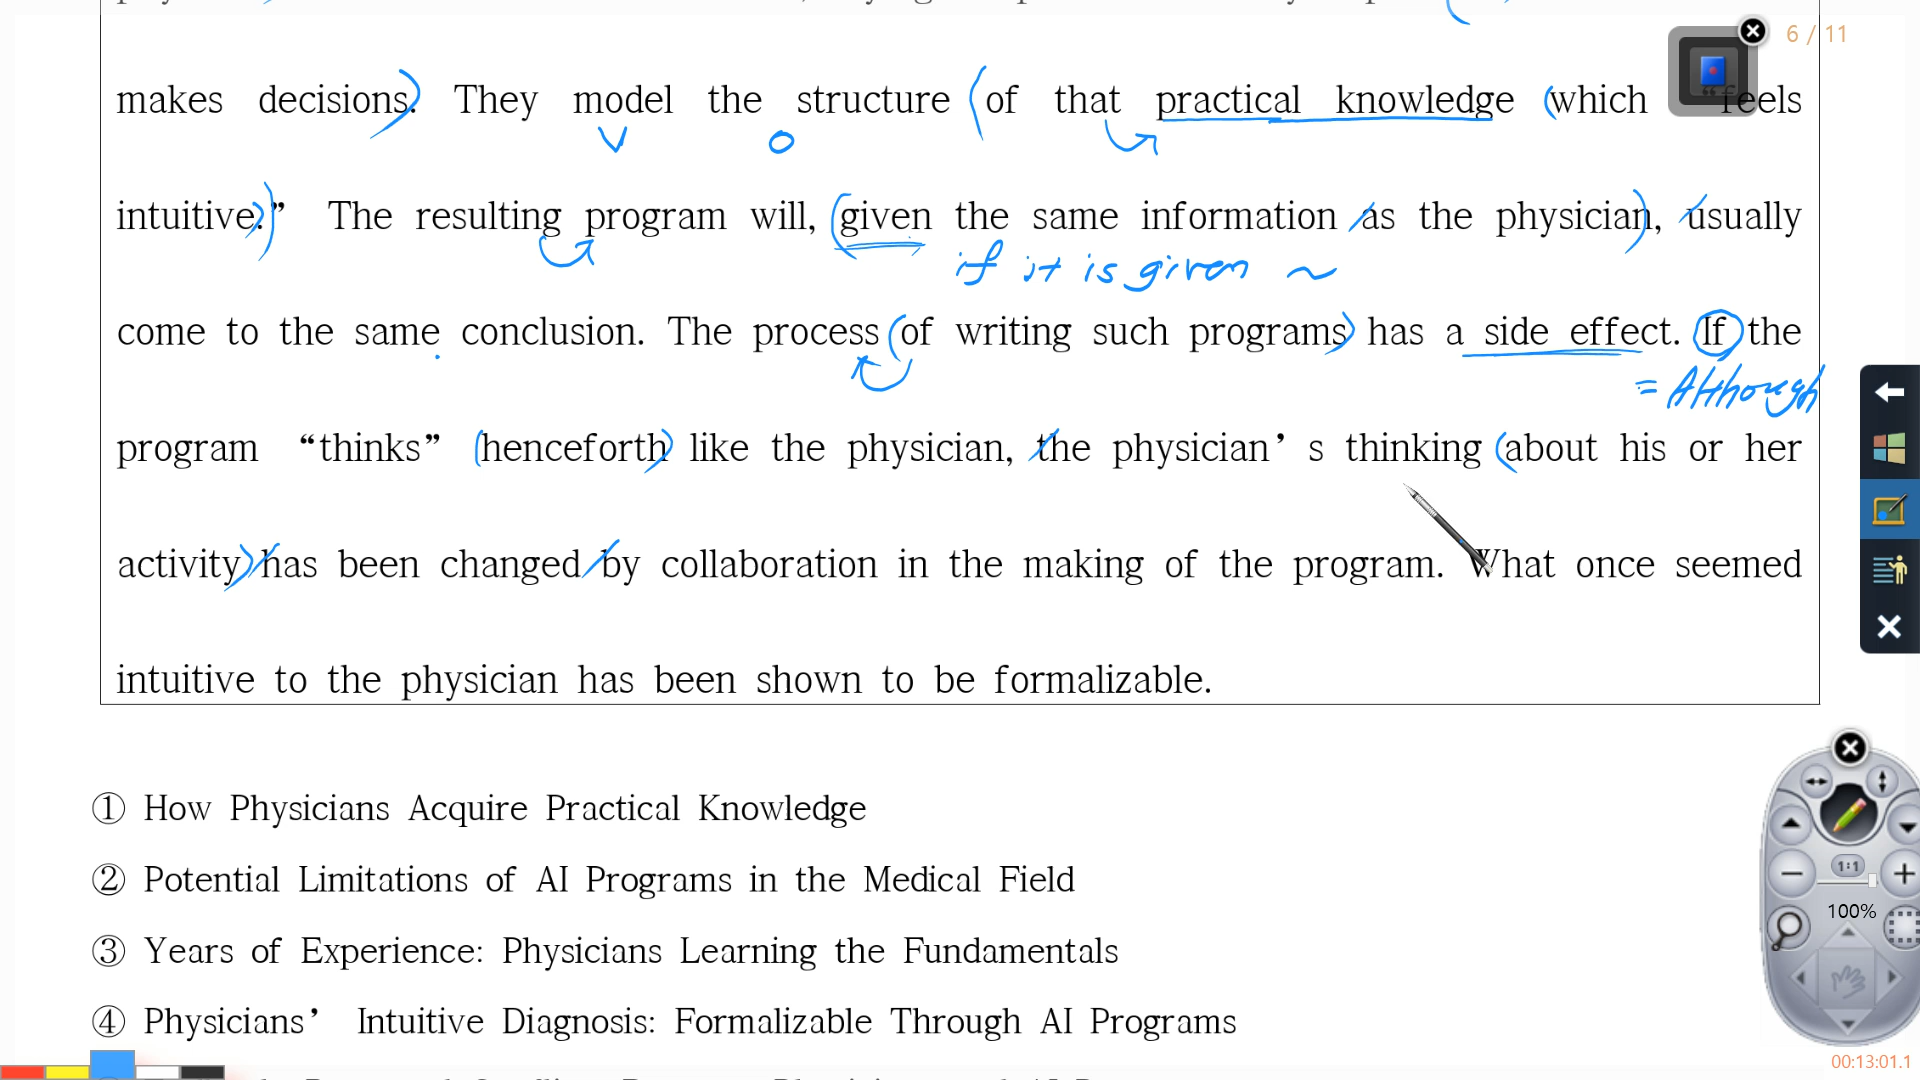 6 / 11
makes decisions. They model the structure of that practical knowledge which “feels
intuitive.” The resulting program will, given the same information as the physician, usually
if it is given ~
come to the same conclusion. The process of writing such programs has a side effect. If the
= Although
program “thinks” henceforth like the physician, the physician’s thinking about his or her
activity has been changed by collaboration in the making of the program. What once seemed
intuitive to the physician has been shown to be formalizable.
① How Physicians Acquire Practical Knowledge
② Potential Limitations of AI Programs in the Medical Field
③ Years of Experience: Physicians Learning the Fundamentals
④ Physicians’ Intuitive Diagnosis: Formalizable Through AI Programs
1:1
100%
00:13:01.1